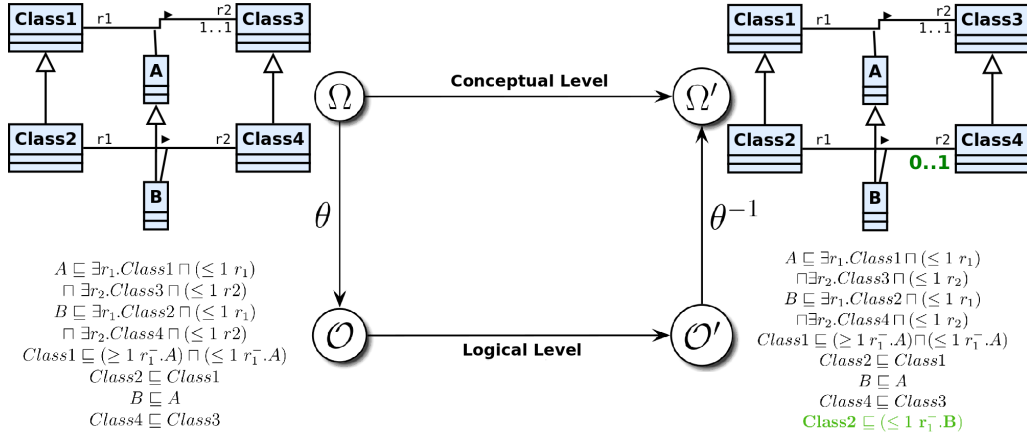 Class1
r1
r2
1..1
Class3
A
Class2
r1
r2
Class4
B
A ⊑ ∃r₁.Class1 ⊓ (≤ 1 r₁)
⊓ ∃r₂.Class3 ⊓ (≤ 1 r2)
B ⊑ ∃r₁.Class2 ⊓ (≤ 1 r₁)
⊓ ∃r₂.Class4 ⊓ (≤ 1 r2)
Class1 ⊑ (≥ 1 r₁⁻.A) ⊓ (≤ 1 r₁⁻.A)
Class2 ⊑ Class1
B ⊑ A
Class4 ⊑ Class3
Ω
Conceptual Level
Ω′
θ
θ⁻¹
𝒪
Logical Level
𝒪′
Class1
r1
r2
1..1
Class3
A
Class2
r1
r2
0..1
Class4
B
A ⊑ ∃r₁.Class1 ⊓ (≤ 1 r₁)
⊓∃r₂.Class3 ⊓ (≤ 1 r₂)
B ⊑ ∃r₁.Class2 ⊓ (≤ 1 r₁)
⊓∃r₂.Class4 ⊓ (≤ 1 r₂)
Class1 ⊑ (≥ 1 r₁⁻.A) ⊓ (≤ 1 r₁⁻.A)
Class2 ⊑ Class1
B ⊑ A
Class4 ⊑ Class3
Class2 ⊑ (≤ 1 r₁⁻.B)